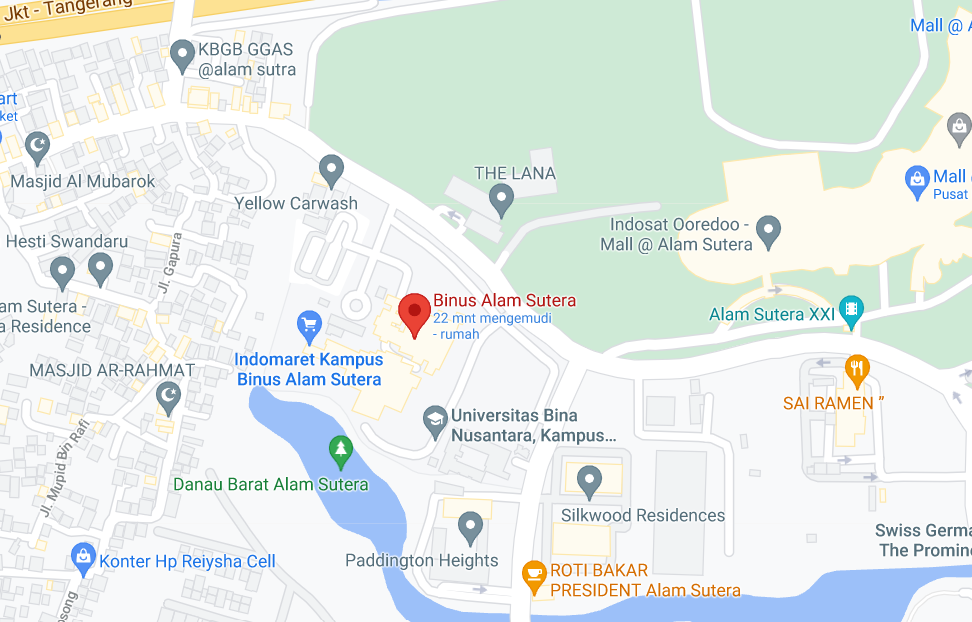 Jkt - Tangerang
KBGB GGAS
@alam sutra
Mall @ A
art
ket
Masjid Al Mubarok
THE LANA
Mall
Pusat
Yellow Carwash
Indosat Ooredoo -
Mall @ Alam Sutera
Hesti Swandaru
Jl. Gapura
am Sutera -
a Residence
Binus Alam Sutera
22 mnt mengemudi
- rumah
Alam Sutera XXI
Indomaret Kampus
Binus Alam Sutera
MASJID AR-RAHMAT
SAI RAMEN ”
Universitas Bina
Nusantara, Kampus...
Jl. Mupid Bin Rafi
Danau Barat Alam Sutera
Silkwood Residences
Swiss Germa
The Promine
Paddington Heights
Konter Hp Reiysha Cell
ROTI BAKAR
PRESIDENT Alam Sutera
osong